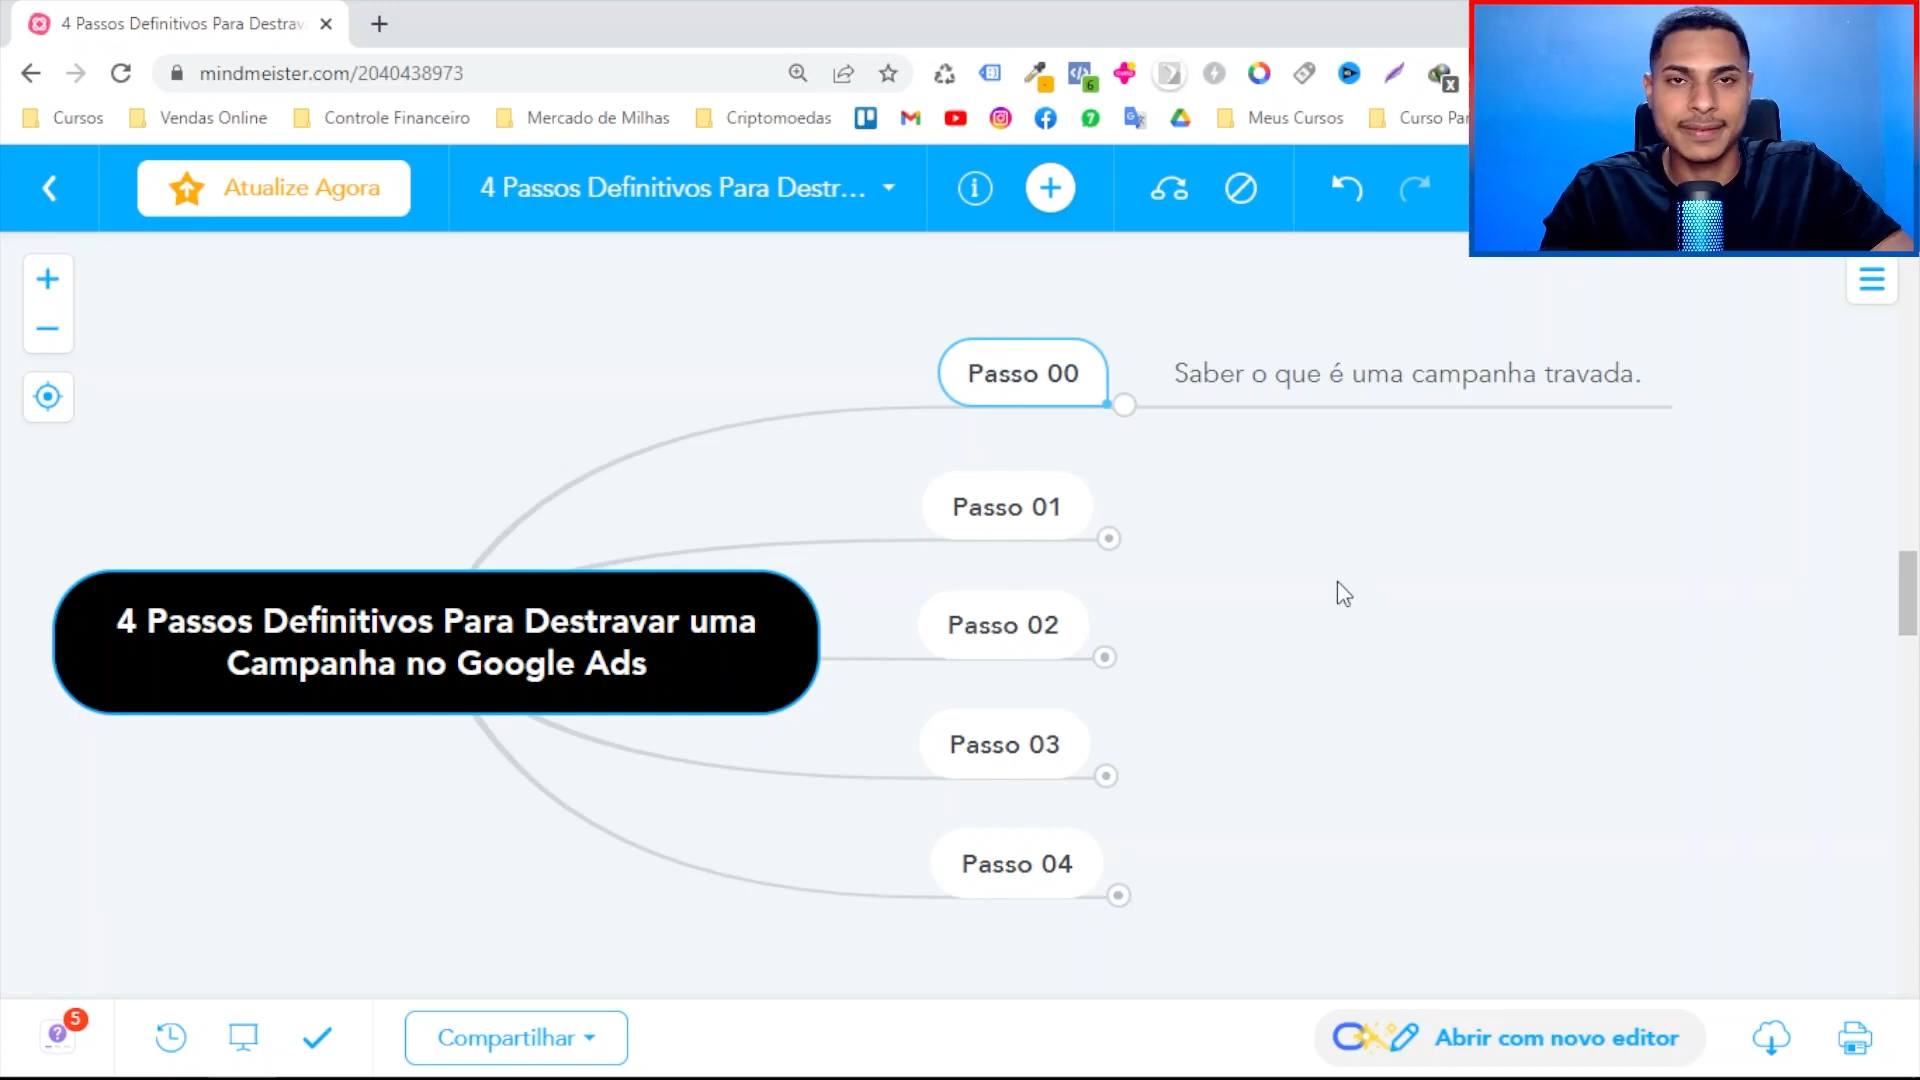 4 Passos Definitivos Para Destrav
mindmeister.com/2040438973
6
Cursos
Vendas Online
Controle Financeiro
Mercado de Milhas
Criptomoedas
Meus Cursos
Curso Par
Atualize Agora
4 Passos Definitivos Para Destr...
Passo 00
Saber o que é uma campanha travada.
Passo 01
4 Passos Definitivos Para Destravar uma
Campanha no Google Ads
Passo 02
Passo 03
Passo 04
5
Compartilhar
Abrir com novo editor